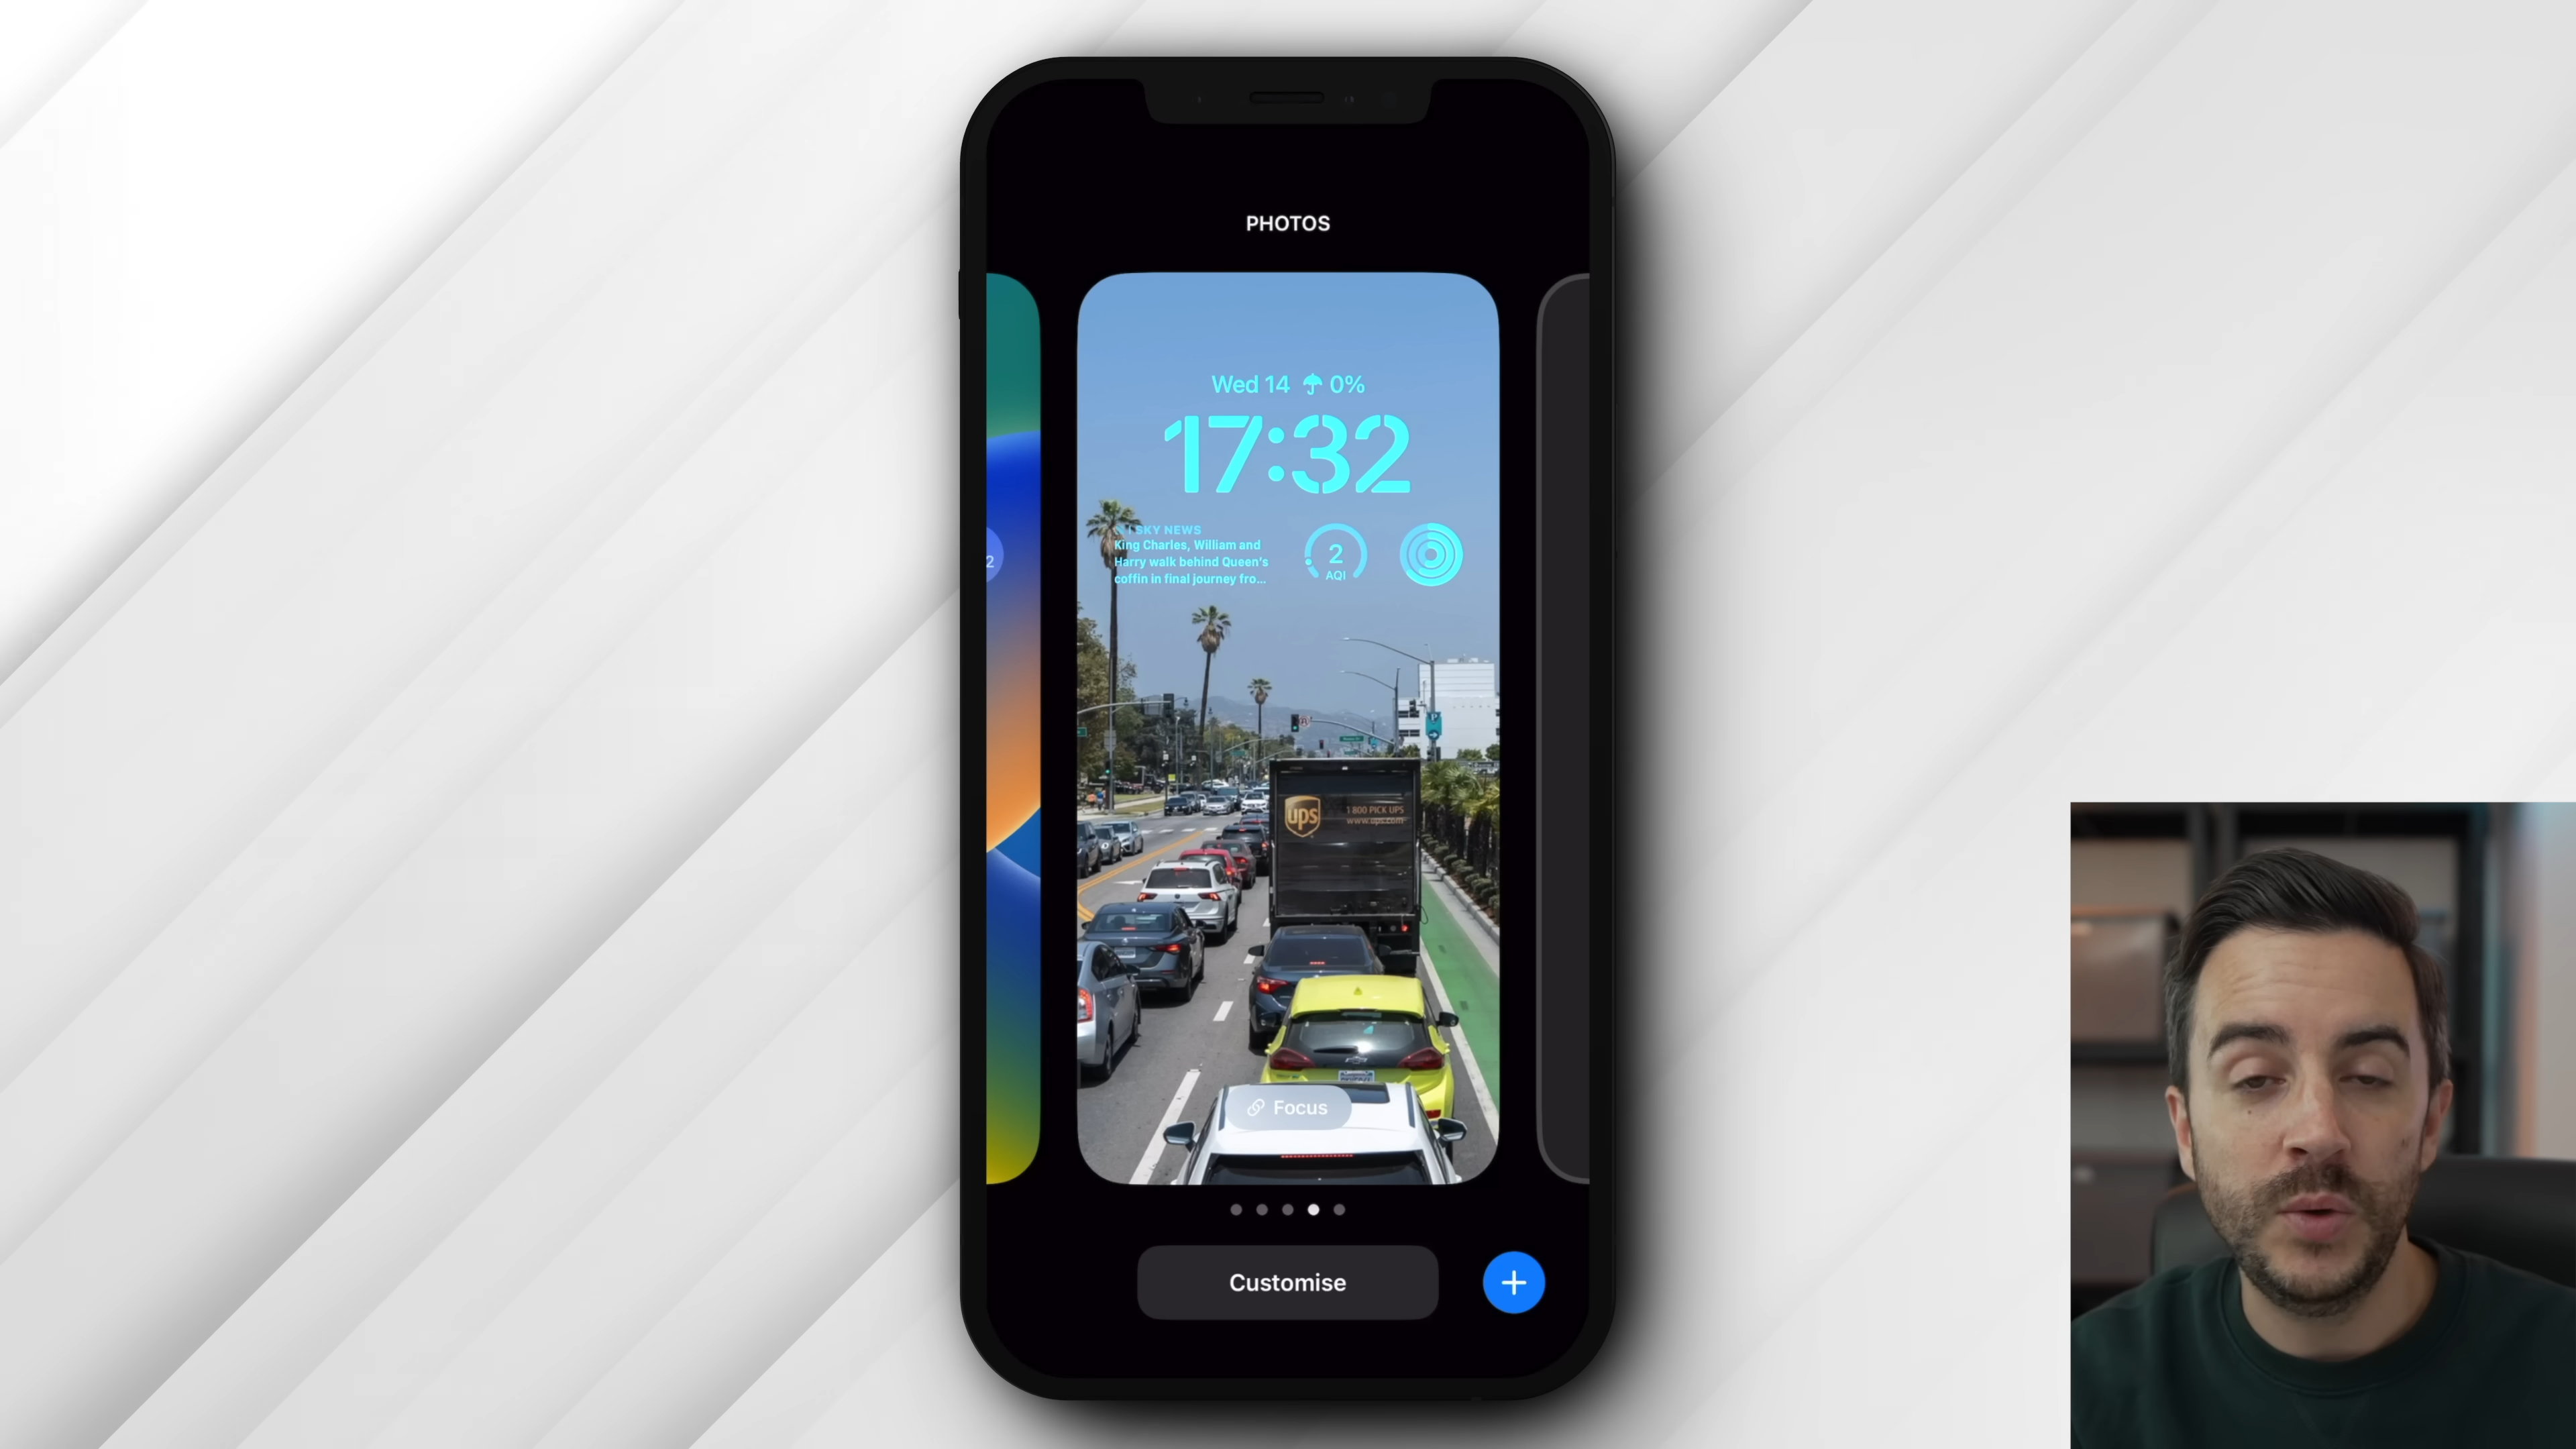 PHOTOS
Wed 14 0%
17:32
SKY NEWS
King Charles, William and
Harry walk behind Queen's
coffin in final journey fro...
2
AQI
2
ups
1 800 PICK UPS
www.ups.com
Focus
Customise